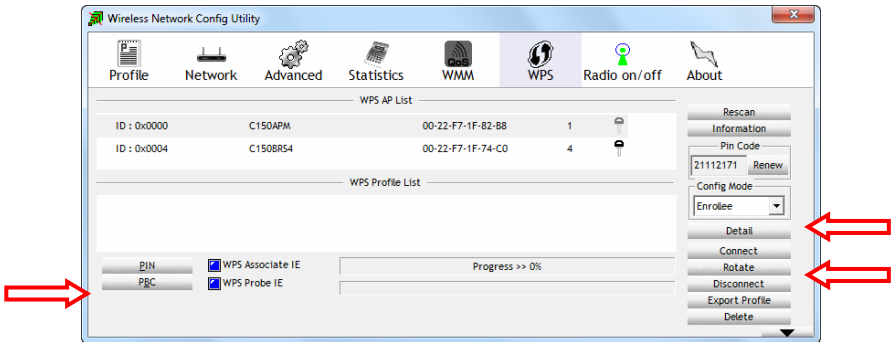 Wireless Network Config Utility
x
Profile Network Advanced Statistics WMM WPS Radio on/off About
QoS
WPS AP List
ID : 0x0000 C150APM 00-22-F7-1F-82-B8 1
ID : 0x0004 C150BRS4 00-22-F7-1F-74-C0 4
WPS Profile List
PIN
PBC
WPS Associate IE
WPS Probe IE
Progress >> 0%
Rescan
Information
Pin Code
21112171 Renew
Config Mode
Enrollee
Detail
Connect
Rotate
Disconnect
Export Profile
Delete